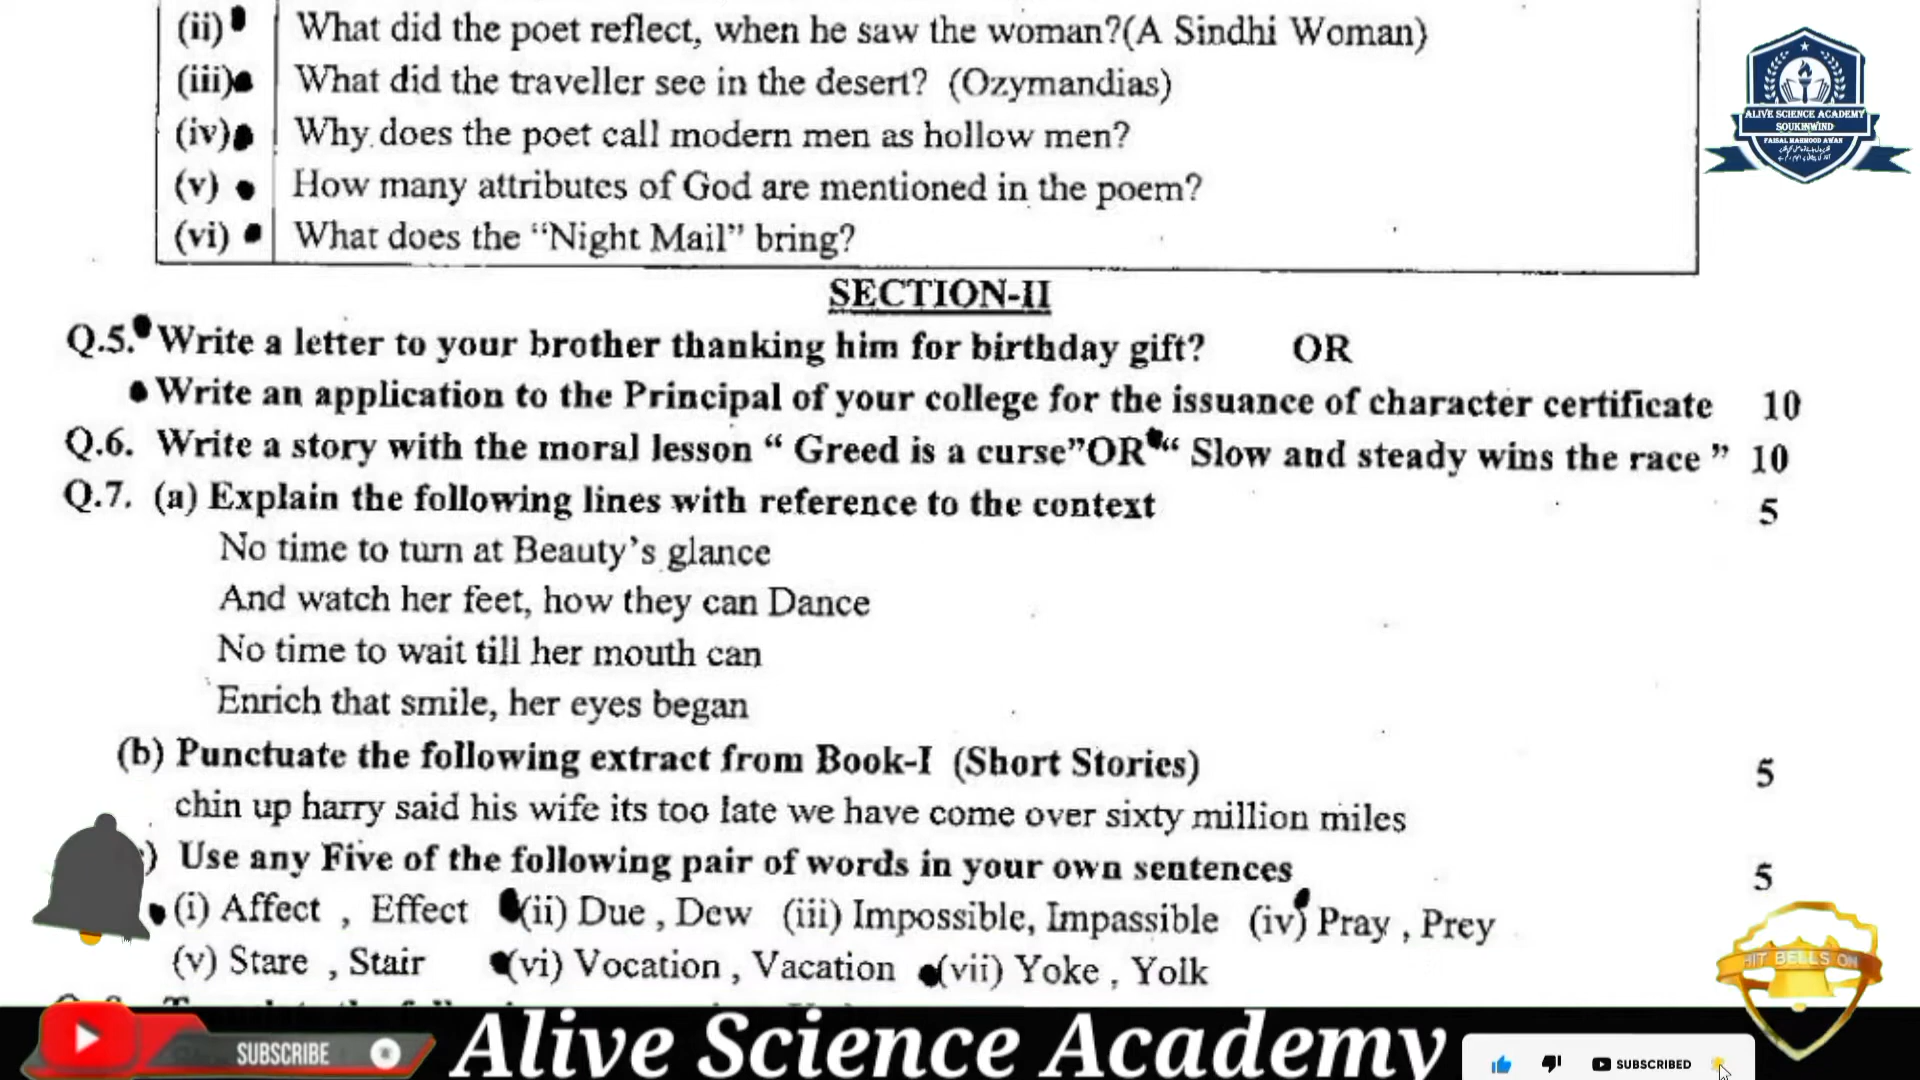 (ii) What did the poet reflect, when he saw the woman?(A Sindhi Woman)
(iii) What did the traveller see in the desert? (Ozymandias)
(iv) Why does the poet call modern men as hollow men?
(v) How many attributes of God are mentioned in the poem?
(vi) What does the "Night Mail" bring?
SECTION-II
Q.5. Write a letter to your brother thanking him for birthday gift? OR
Write an application to the Principal of your college for the issuance of character certificate 10
Q.6. Write a story with the moral lesson " Greed is a curse"OR " Slow and steady wins the race " 10
Q.7. (a) Explain the following lines with reference to the context 5
No time to turn at Beauty's glance
And watch her feet, how they can Dance
No time to wait till her mouth can
Enrich that smile, her eyes began
(b) Punctuate the following extract from Book-I (Short Stories) 5
chin up harry said his wife its too late we have come over sixty million miles
) Use any Five of the following pair of words in your own sentences 5
(i) Affect , Effect (ii) Due , Dew (iii) Impossible, Impassible (iv) Pray , Prey
(v) Stare , Stair (vi) Vocation , Vacation (vii) Yoke , Yolk
ALIVE SCIENCE ACADEMY
SOUKINWIND
FAISAL MAHMOOD AWAN
HIT BELLS ON
SUBSCRIBE
Alive Science Academy
SUBSCRIBED